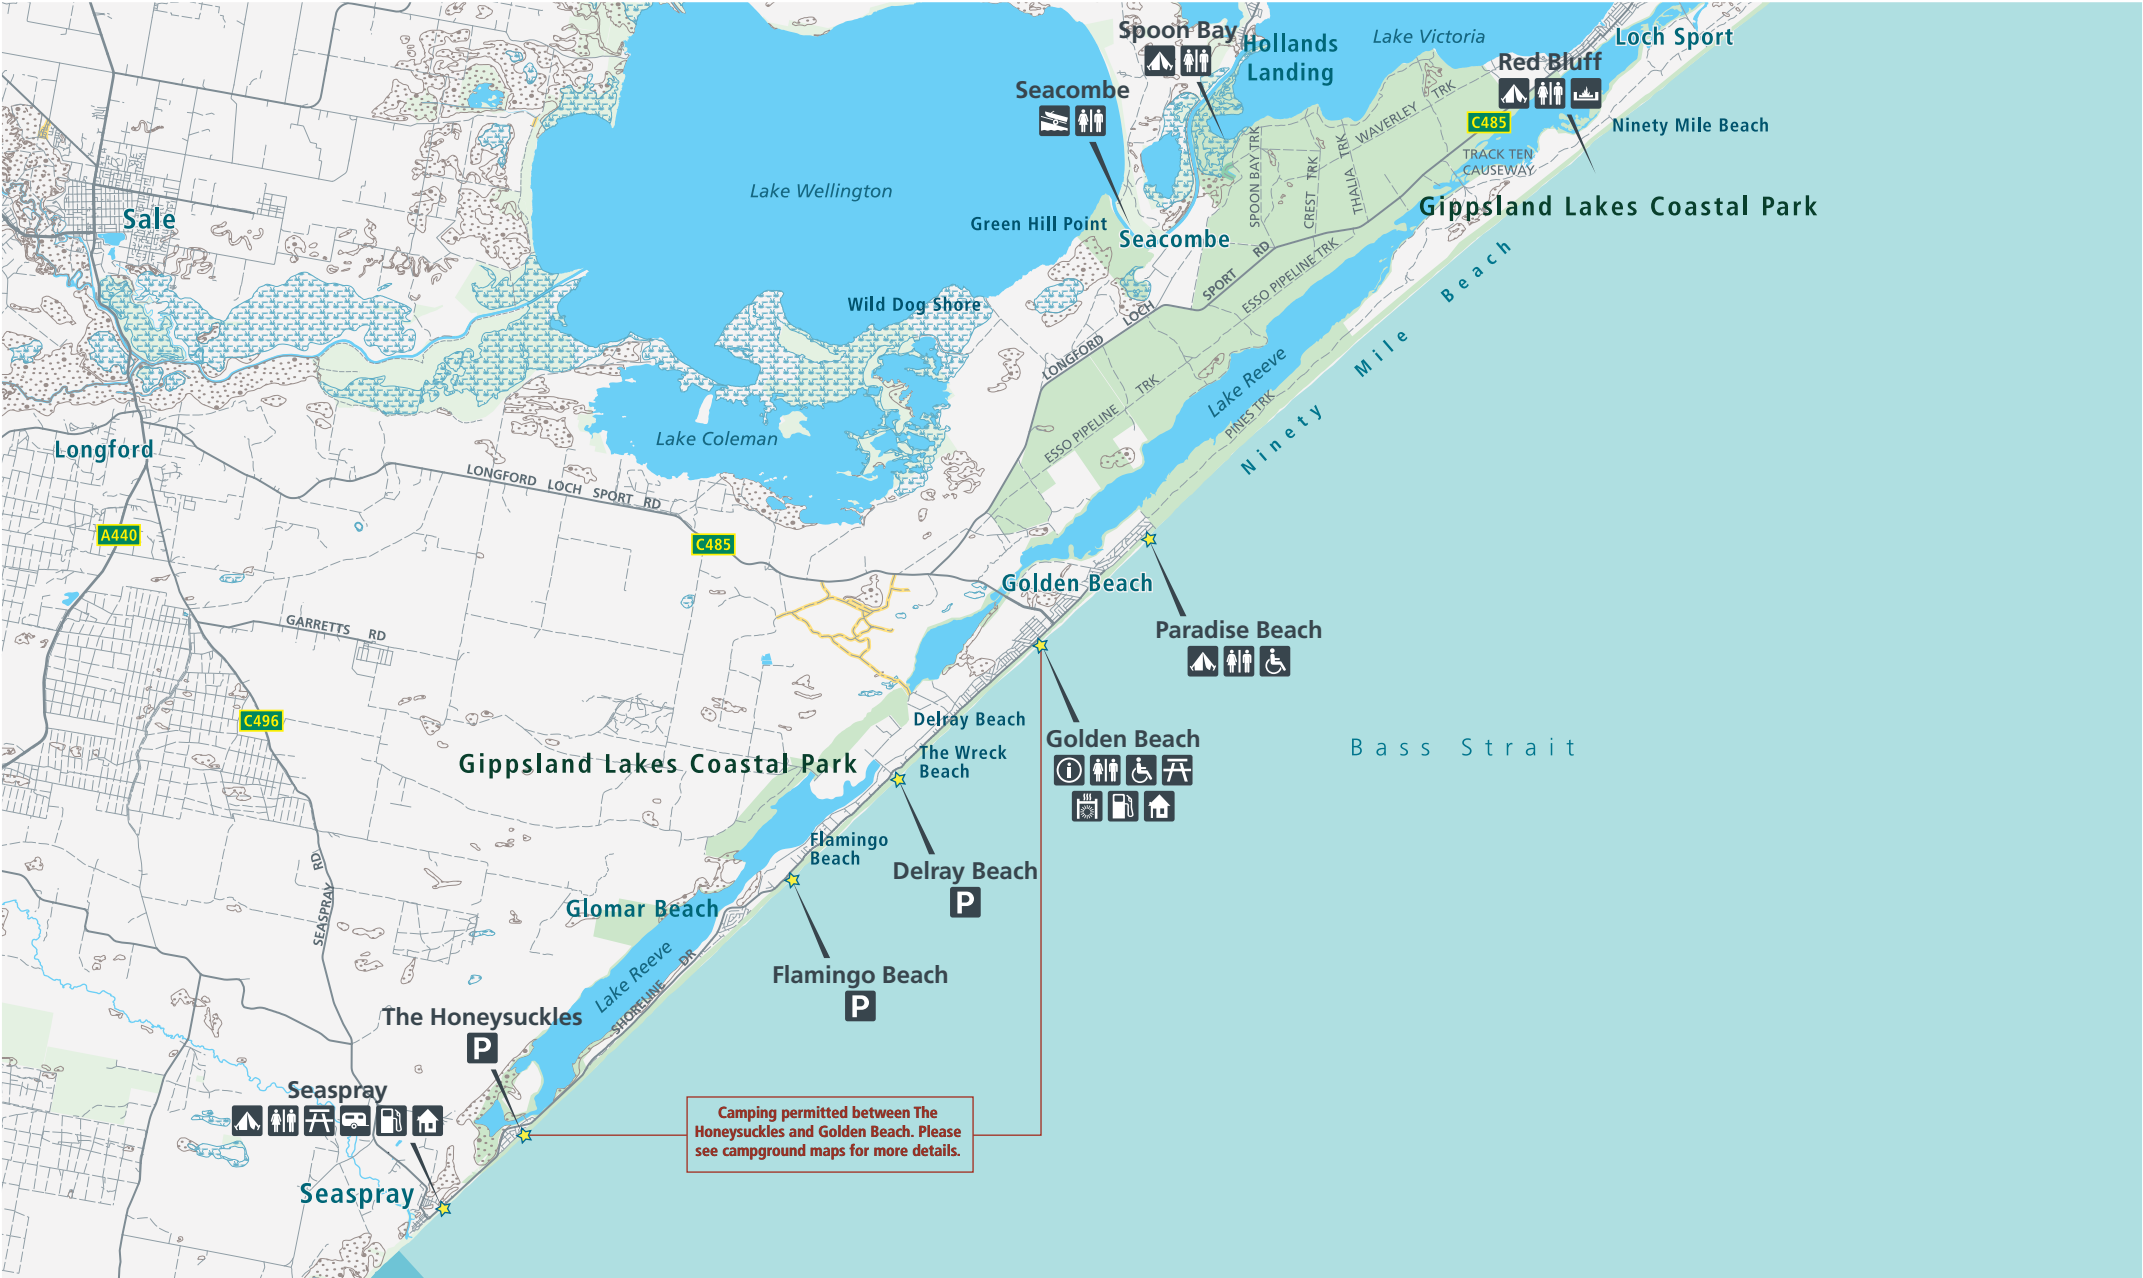 Spoon Bay
Hollands
Landing
Lake Victoria
Loch Sport
Red Bluff
Seacombe
C485
Ninety Mile Beach
WAVERLEY TRK
TRACK TEN
CAUSEWAY
SPOON BAY TRK
CREST TRK
THALIA TRK
Lake Wellington
Gippsland Lakes Coastal Park
Sale
Green Hill Point
Seacombe
Ninety Mile Beach
Wild Dog Shore
LONGFORD LOCH SPORT RD
ESSO PIPELINE TRK
Lake Reeve
ESSO PIPELINE TRK
PINES TRK
Lake Coleman
Longford
LONGFORD LOCH SPORT RD
A440
C485
Golden Beach
GARRETTS RD
Paradise Beach
C496
Delray Beach
Golden Beach
i
The Wreck
Beach
Gippsland Lakes Coastal Park
Bass Strait
Flamingo
Beach
Delray Beach
P
SEASPRAY RD
Glomar Beach
Lake Reeve
SHORELINE DR
Flamingo Beach
P
The Honeysuckles
P
Seaspray
Camping permitted between The
Honeysuckles and Golden Beach. Please
see campground maps for more details.
Seaspray